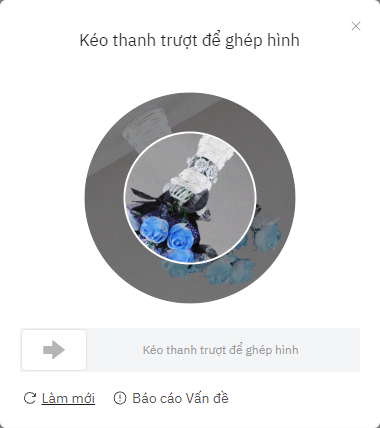 Kéo thanh trượt để ghép hình
Kéo thanh trượt để ghép hình
Làm mới
Báo cáo Vấn đề